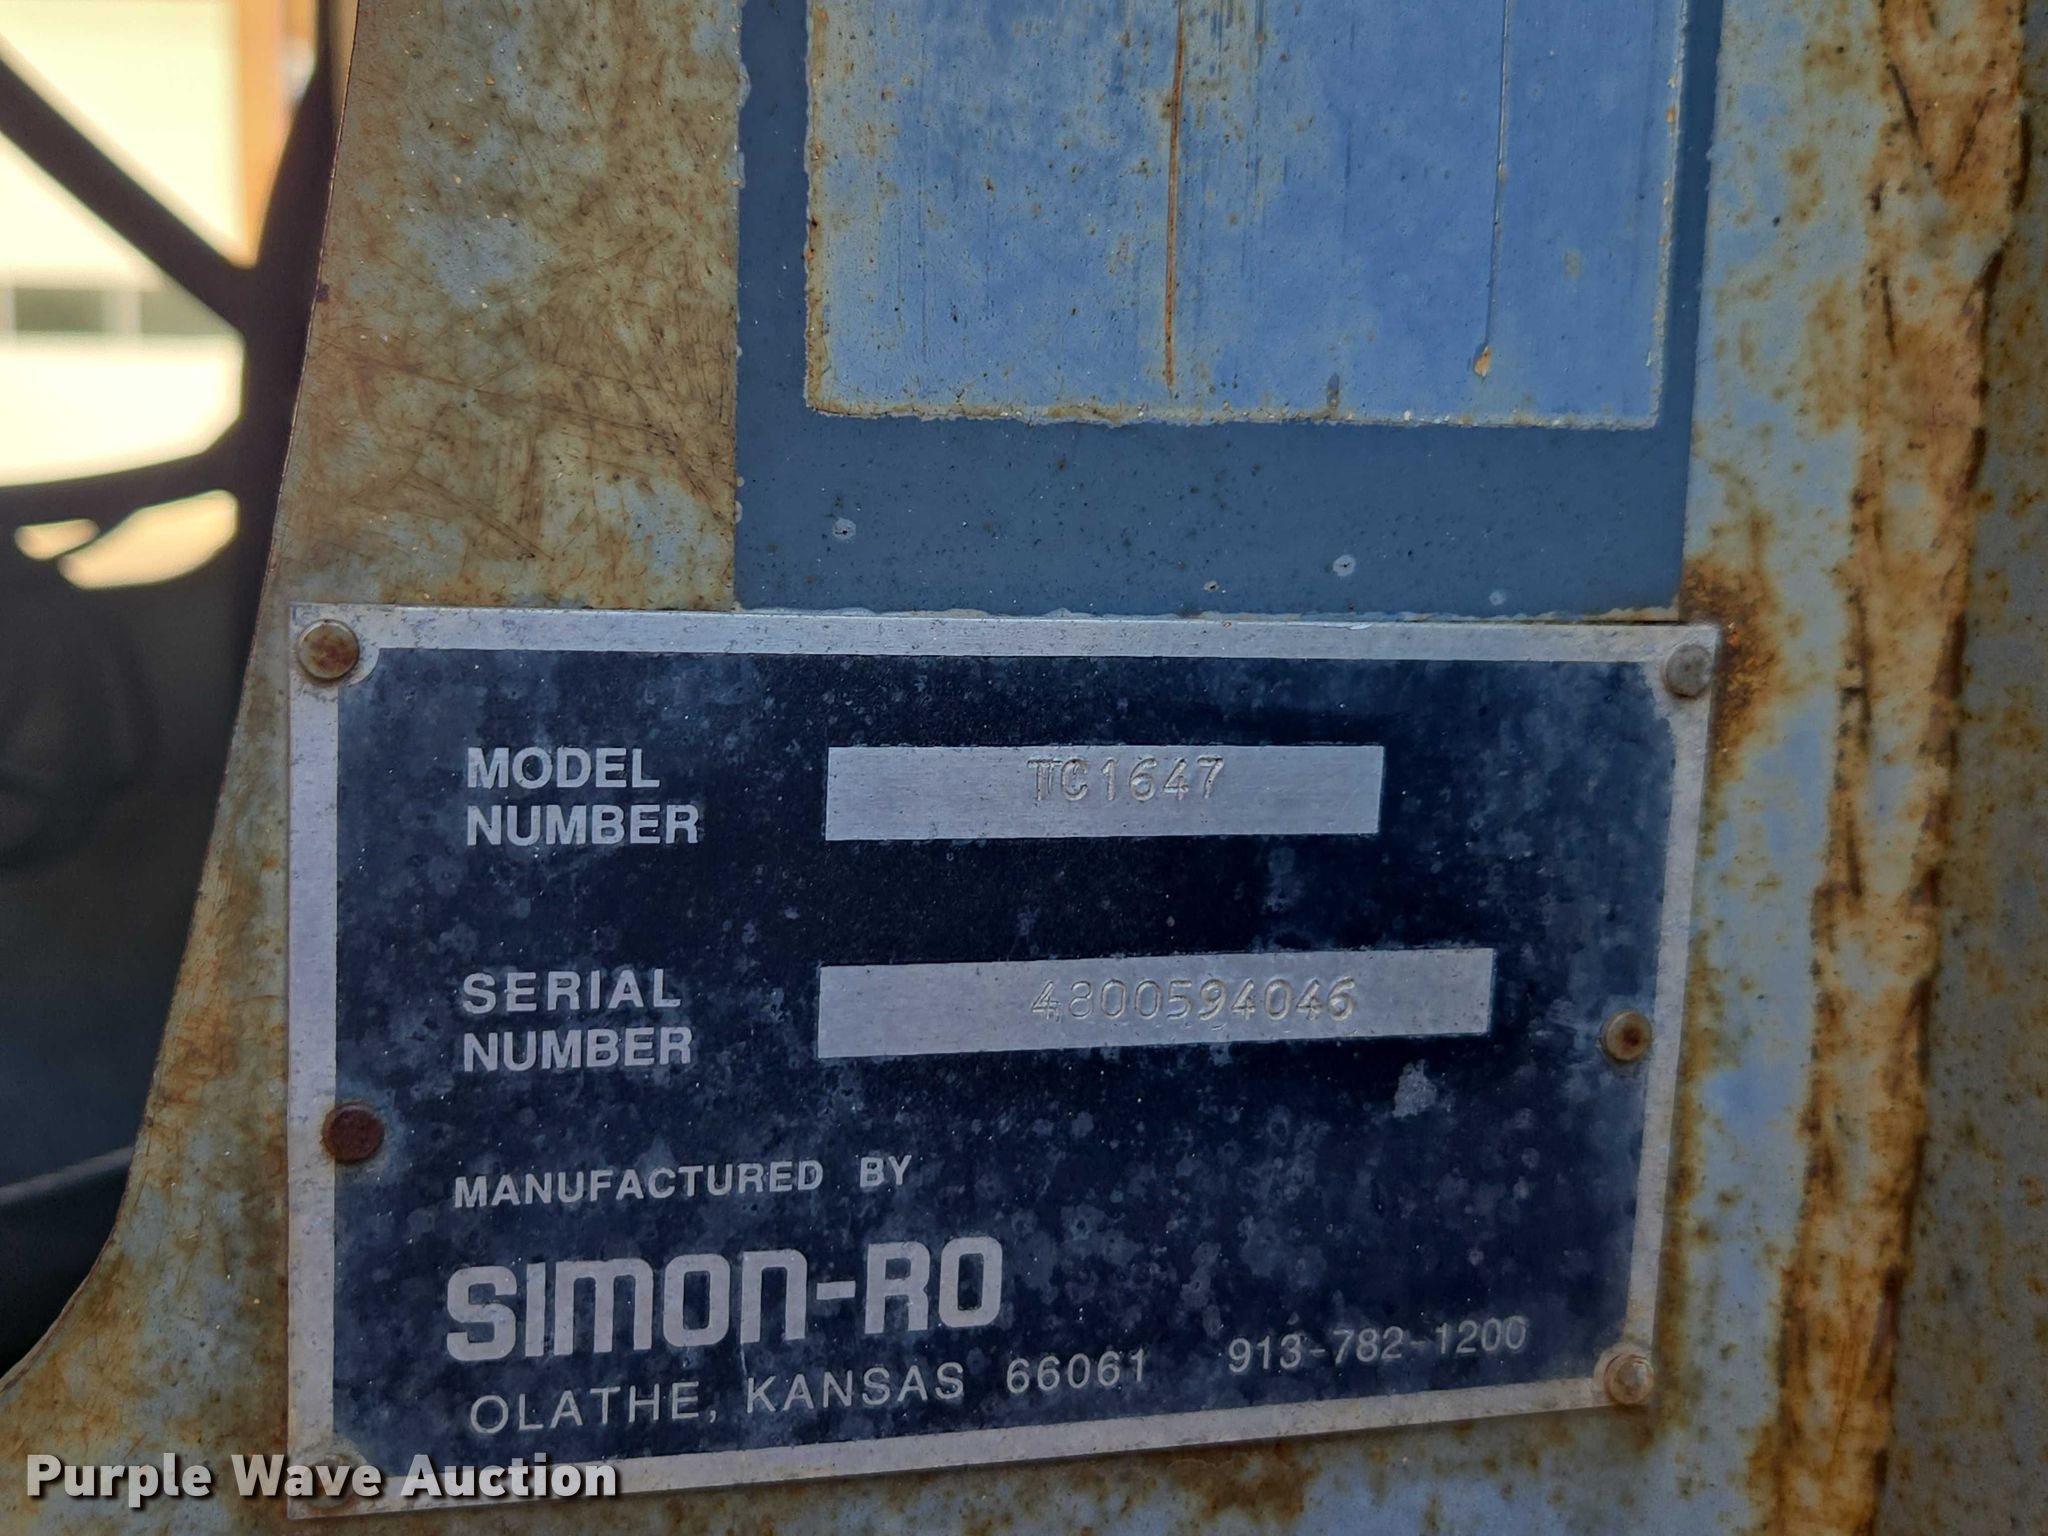 MODEL
NUMBER
TC1647
SERIAL
NUMBER
4800594046
MANUFACTURED BY
SIMON-RO
OLATHE, KANSAS 66061 913-782-1200
Purple Wave Auction